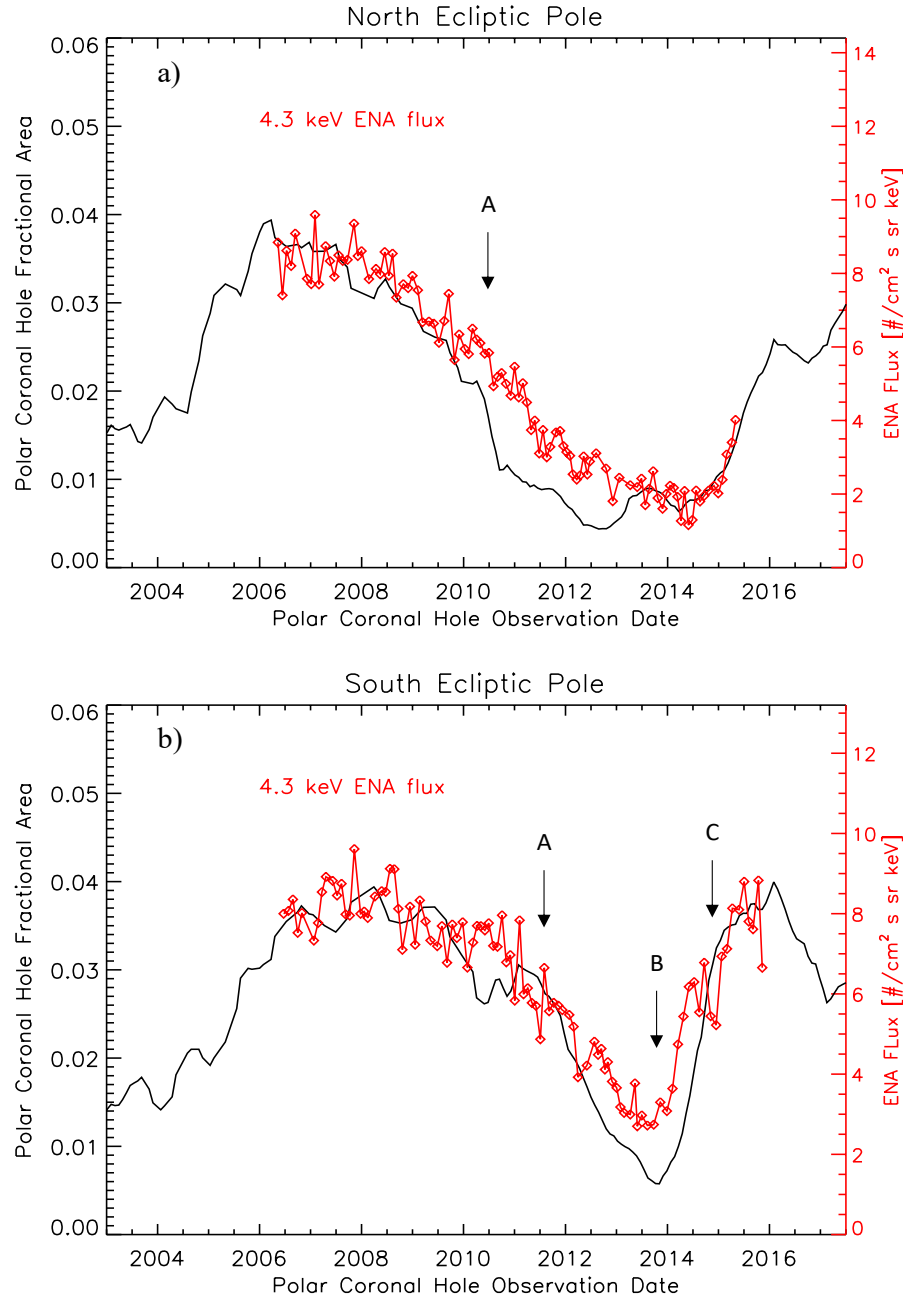 North Ecliptic Pole
a)
4.3 keV ENA flux
A
0.06
0.05
0.04
0.03
0.02
0.01
0.00
Polar Coronal Hole Fractional Area
14
12
10
8
6
4
2
0
ENA FLux [#/cm² s sr keV]
2004 2006 2008 2010 2012 2014 2016
Polar Coronal Hole Observation Date
South Ecliptic Pole
b)
4.3 keV ENA flux
A
B
C
0.06
0.05
0.04
0.03
0.02
0.01
0.00
Polar Coronal Hole Fractional Area
12
10
8
6
4
2
0
ENA FLux [#/cm² s sr keV]
2004 2006 2008 2010 2012 2014 2016
Polar Coronal Hole Observation Date